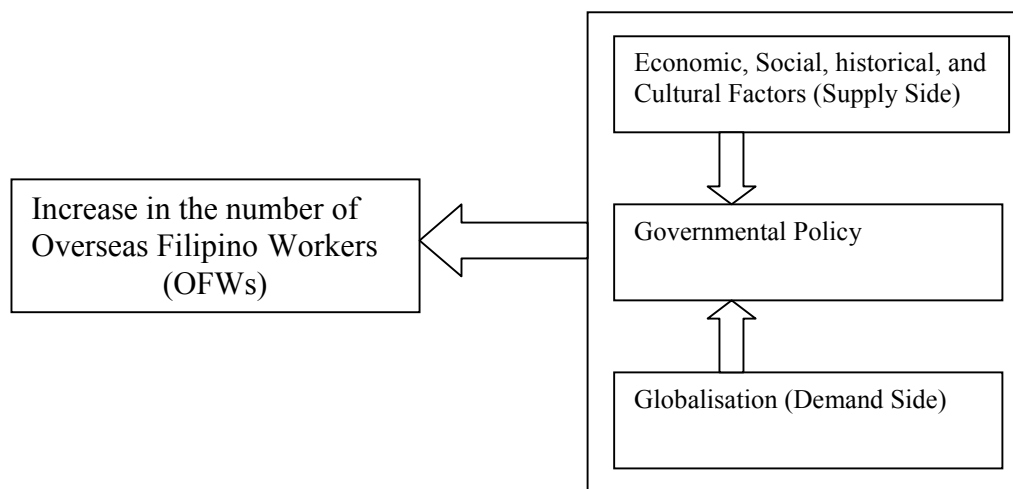 Economic, Social, historical, and
Cultural Factors (Supply Side)
Increase in the number of
Overseas Filipino Workers
(OFWs)
Governmental Policy
Globalisation (Demand Side)